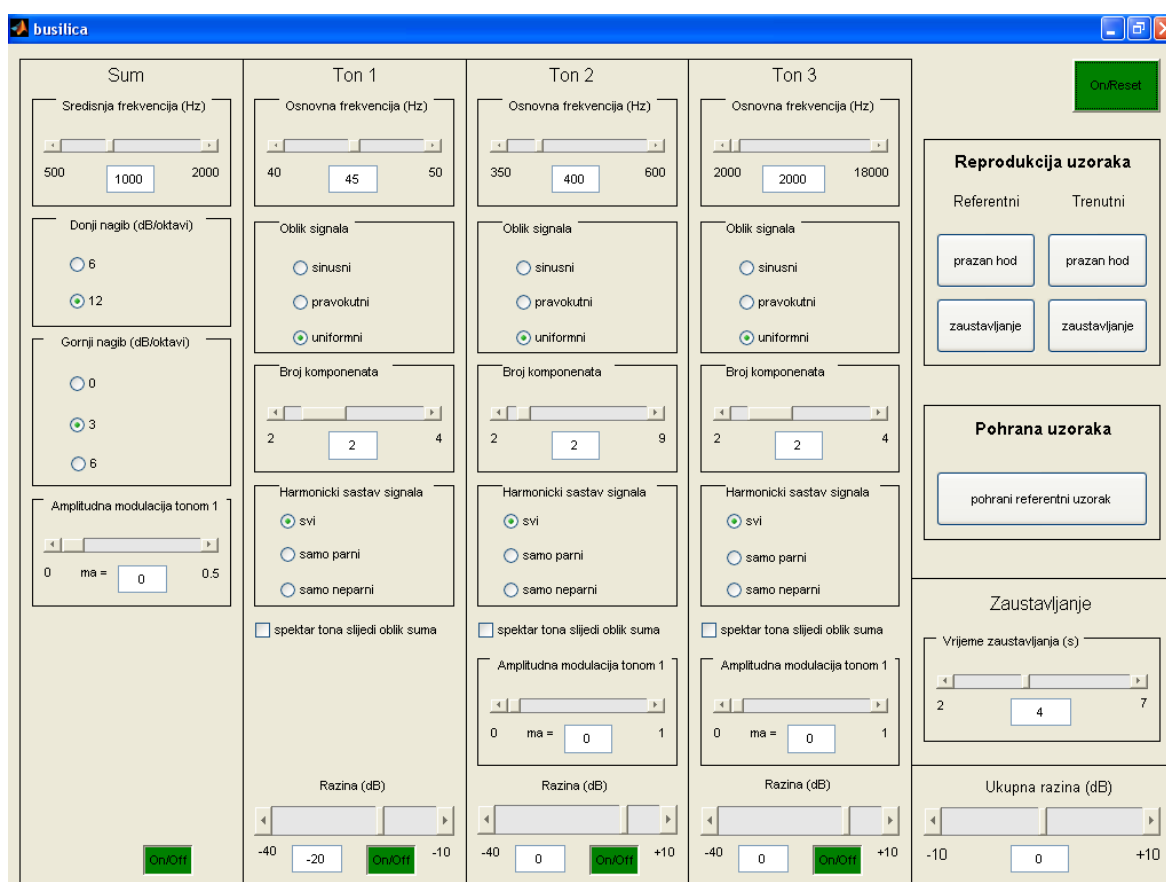 busilica
Sum
Sredisnja frekvencija (Hz)
500 1000 2000
Donji nagib (dB/oktavi)
6
12
Gornji nagib (dB/oktavi)
0
3
6
Amplitudna modulacija tonom 1
0 ma = 0 0.5
On/Off
Ton 1
Osnovna frekvencija (Hz)
40 45 50
Oblik signala
sinusni
pravokutni
uniformni
Broj komponenata
2 2 4
Harmonicki sastav signala
svi
samo parni
samo neparni
spektar tona slijedi oblik suma
Razina (dB)
-40 -20 On/Off -10
Ton 2
Osnovna frekvencija (Hz)
350 400 600
Oblik signala
sinusni
pravokutni
uniformni
Broj komponenata
2 2 9
Harmonicki sastav signala
svi
samo parni
samo neparni
spektar tona slijedi oblik suma
Amplitudna modulacija tonom 1
0 ma = 0 1
Razina (dB)
-40 0 On/Off +10
Ton 3
Osnovna frekvencija (Hz)
2000 2000 18000
Oblik signala
sinusni
pravokutni
uniformni
Broj komponenata
2 2 4
Harmonicki sastav signala
svi
samo parni
samo neparni
spektar tona slijedi oblik suma
Amplitudna modulacija tonom 1
0 ma = 0 1
Razina (dB)
-40 0 On/Off +10
On/Reset
Reprodukcija uzoraka
Referentni Trenutni
prazan hod prazan hod
zaustavljanje zaustavljanje
Pohrana uzoraka
pohrani referentni uzorak
Zaustavljanje
Vrijeme zaustavljanja (s)
2 4 7
Ukupna razina (dB)
-10 0 +10